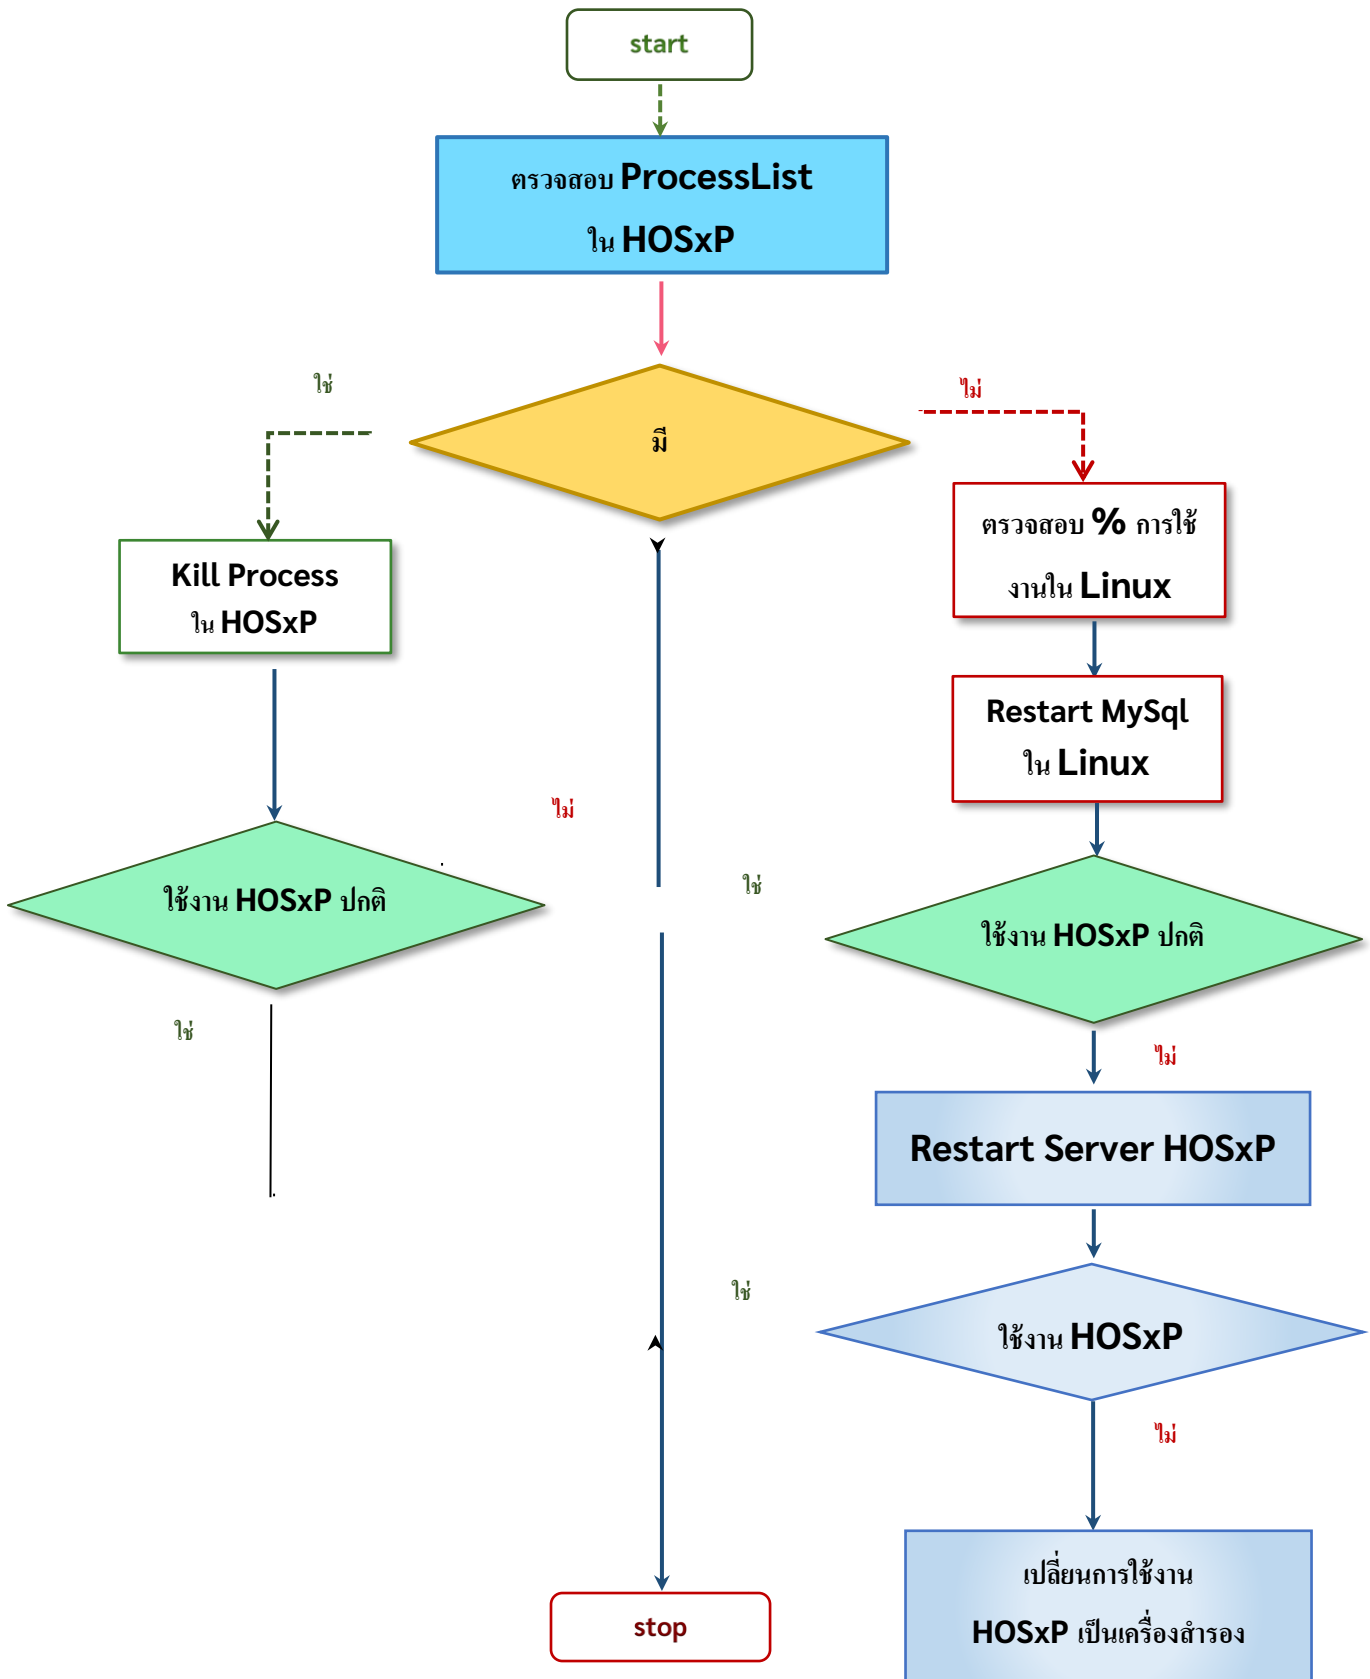 start
ตรวจสอบ ProcessList
ใน HOSxP
ใช่
ไม่
มี
ตรวจสอบ % การใช้
งานใน Linux
Kill Process
ใน HOSxP
Restart MySql
ใน Linux
ไม่
ใช่
ใช้งาน HOSxP ปกติ
ใช้งาน HOSxP ปกติ
ใช่
ไม่
Restart Server HOSxP
ใช่
ใช้งาน HOSxP
ไม่
เปลี่ยนการใช้งาน
HOSxP เป็นเครื่องสำรอง
stop